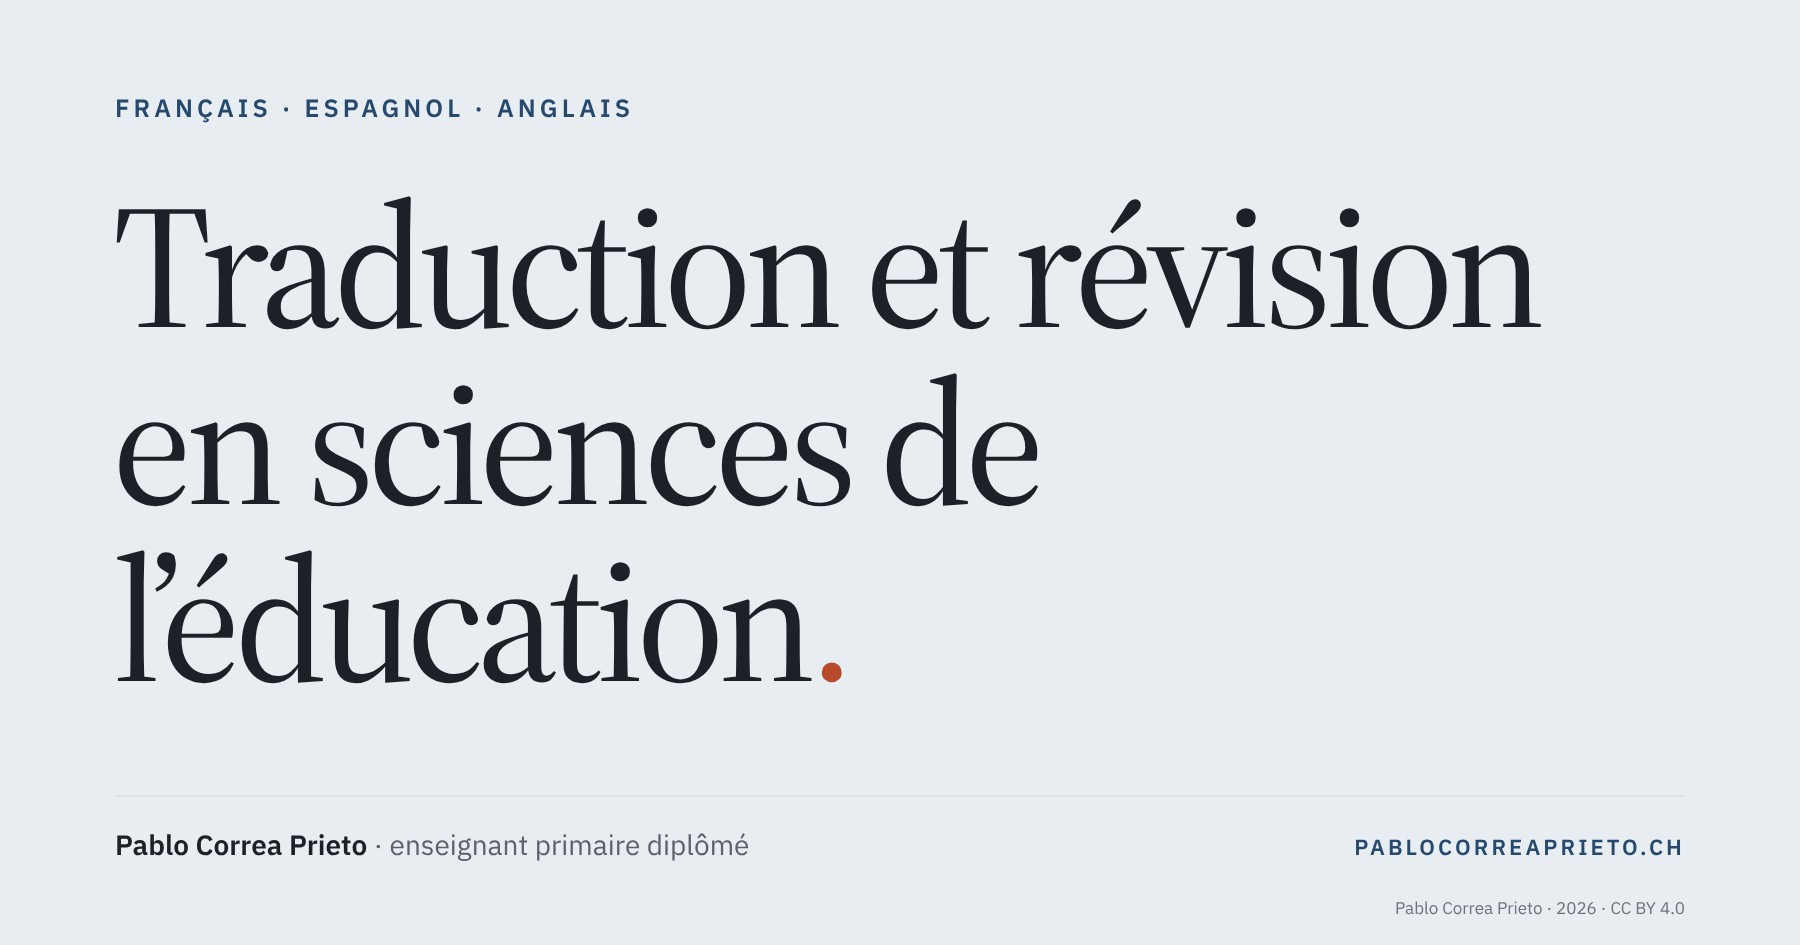 FRANÇAIS · ESPAGNOL · ANGLAIS
Traduction et révision
en sciences de
l’éducation.
Pablo Correa Prieto · enseignant primaire diplômé
PABLOCORREAPRIETO.CH
Pablo Correa Prieto · 2026 · CC BY 4.0